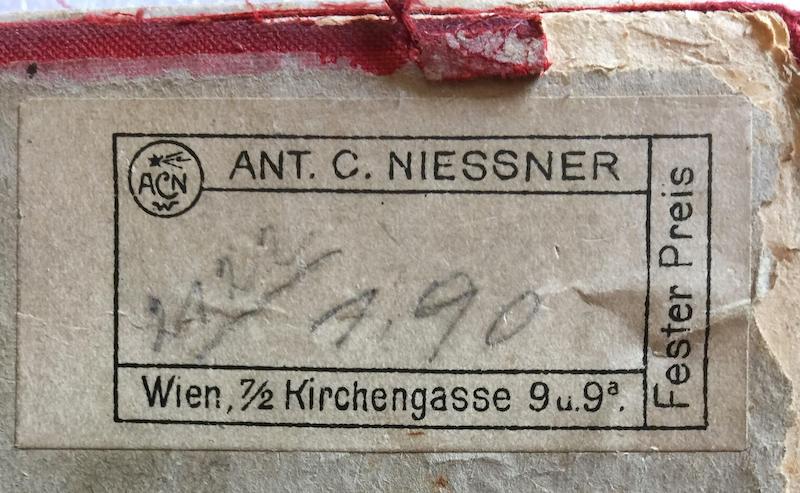 ACN
W
ANT. C. NIESSNER
1.90
Wien, 7/2 Kirchengasse 9 u. 9ª.
Fester Preis